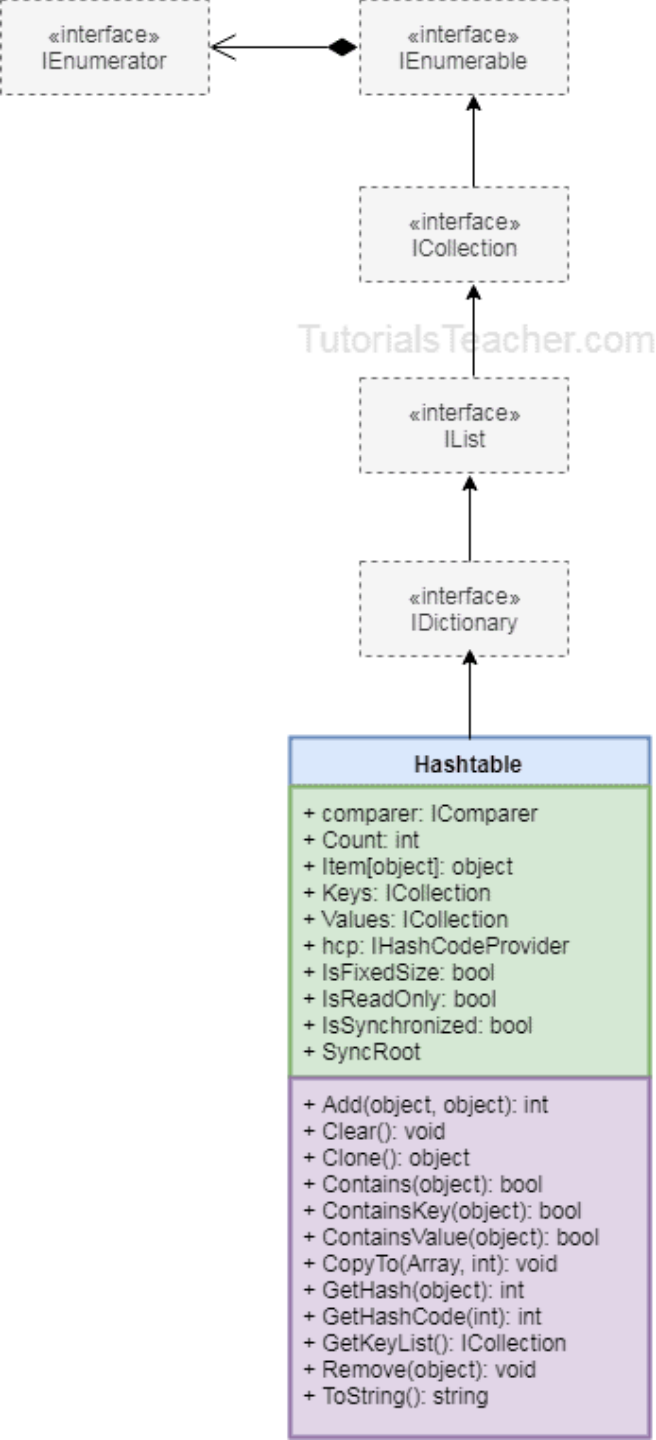 «interface»
IEnumerator
«interface»
IEnumerable
«interface»
ICollection
TutorialsTeacher.com
«interface»
IList
«interface»
IDictionary
Hashtable
+ comparer: IComparer
+ Count: int
+ Item[object]: object
+ Keys: ICollection
+ Values: ICollection
+ hcp: IHashCodeProvider
+ IsFixedSize: bool
+ IsReadOnly: bool
+ IsSynchronized: bool
+ SyncRoot
+ Add(object, object): int
+ Clear(): void
+ Clone(): object
+ Contains(object): bool
+ ContainsKey(object): bool
+ ContainsValue(object): bool
+ CopyTo(Array, int): void
+ GetHash(object): int
+ GetHashCode(int): int
+ GetKeyList(): ICollection
+ Remove(object): void
+ ToString(): string